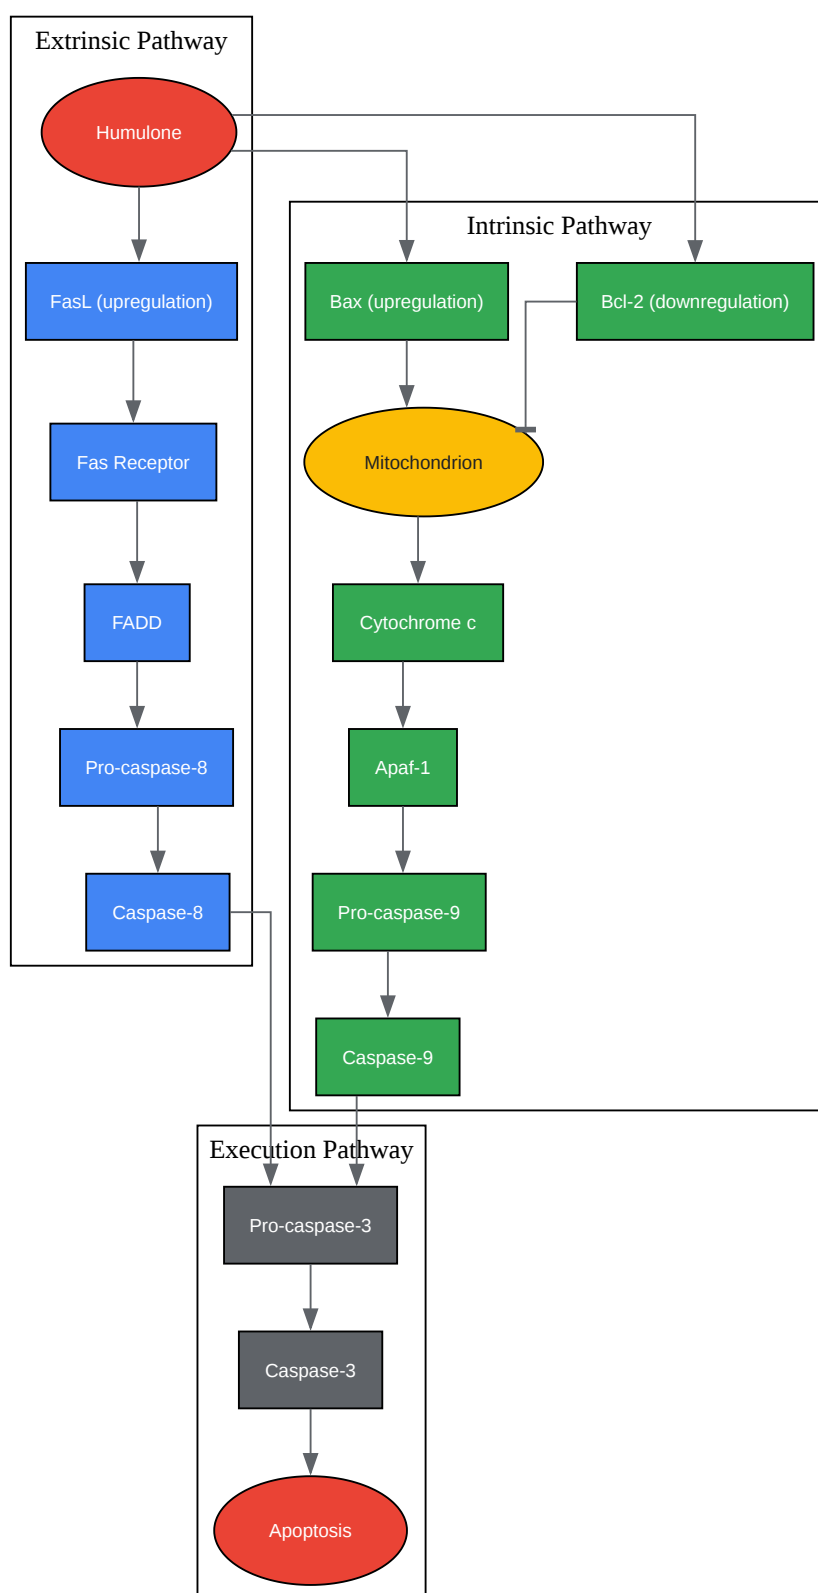 Extrinsic Pathway
Humulone
Intrinsic Pathway
FasL (upregulation)
Bax (upregulation)
Bcl-2 (downregulation)
Fas Receptor
Mitochondrion
FADD
Cytochrome c
Pro-caspase-8
Apaf-1
Caspase-8
Pro-caspase-9
Caspase-9
Execution Pathway
Pro-caspase-3
Caspase-3
Apoptosis